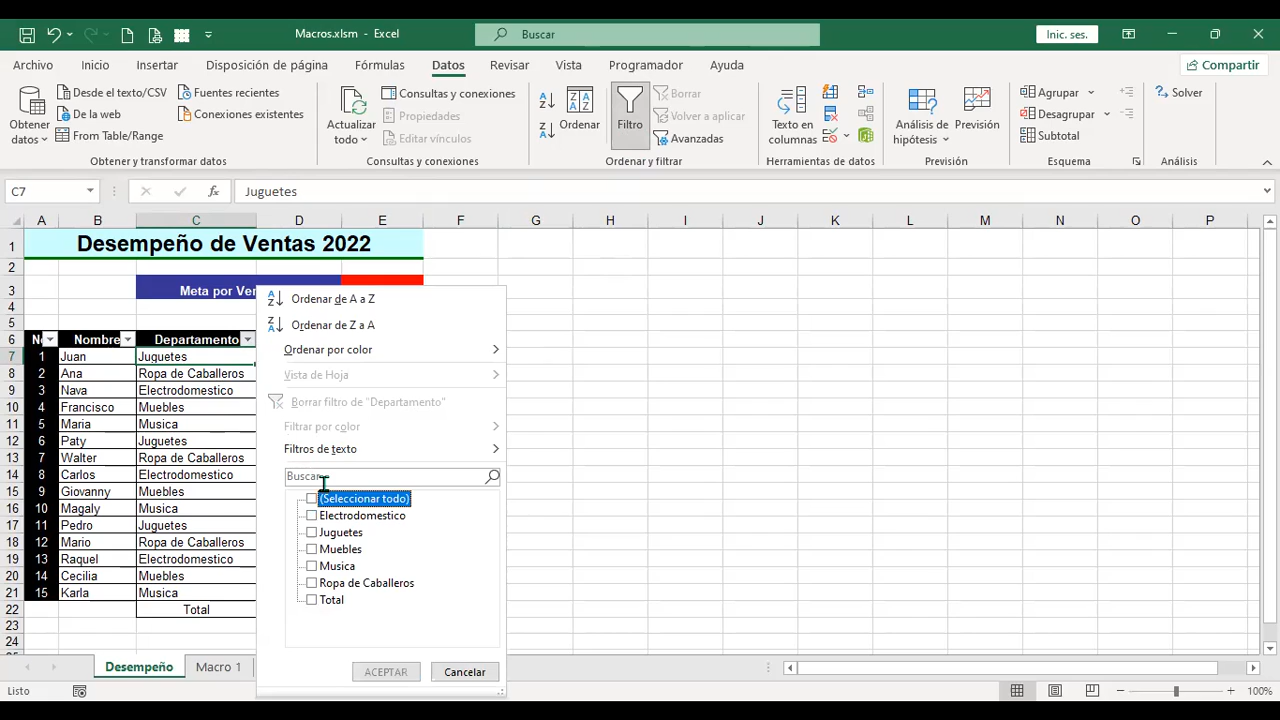 Macros.xlsm - Excel
Buscar
Inic. ses.
Archivo Inicio Insertar Disposición de página Fórmulas Datos Revisar Vista Programador Ayuda
Compartir
Obtener datos
Desde el texto/CSV
De la web
From Table/Range
Fuentes recientes
Conexiones existentes
Obtener y transformar datos
Actualizar todo
Consultas y conexiones
Propiedades
Editar vínculos
Consultas y conexiones
Ordenar
Filtro
Borrar
Volver a aplicar
Avanzadas
Ordenar y filtrar
Texto en columnas
Herramientas de datos
Análisis de hipótesis
Previsión
Previsión
Agrupar
Desagrupar
Subtotal
Esquema
Solver
Análisis
C7
fx
Juguetes
A B C D E F G H I J K L M N O P
1 Desempeño de Ventas 2022
2
3 Meta por Ven
4
5
6 N Nombre Departamento
7 1 Juan Juguetes
8 2 Ana Ropa de Caballeros
9 3 Nava Electrodomestico
10 4 Francisco Muebles
11 5 Maria Musica
12 6 Paty Juguetes
13 7 Walter Ropa de Caballeros
14 8 Carlos Electrodomestico
15 9 Giovanny Muebles
16 10 Magaly Musica
17 11 Pedro Juguetes
18 12 Mario Ropa de Caballeros
19 13 Raquel Electrodomestico
20 14 Cecilia Muebles
21 15 Karla Musica
22 Total
23
24
Ordenar de A a Z
Ordenar de Z a A
Ordenar por color
Vista de Hoja
Borrar filtro de "Departamento"
Filtrar por color
Filtros de texto
Buscar
(Seleccionar todo)
Electrodomestico
Juguetes
Muebles
Musica
Ropa de Caballeros
Total
ACEPTAR Cancelar
Desempeño Macro 1
Listo
100%